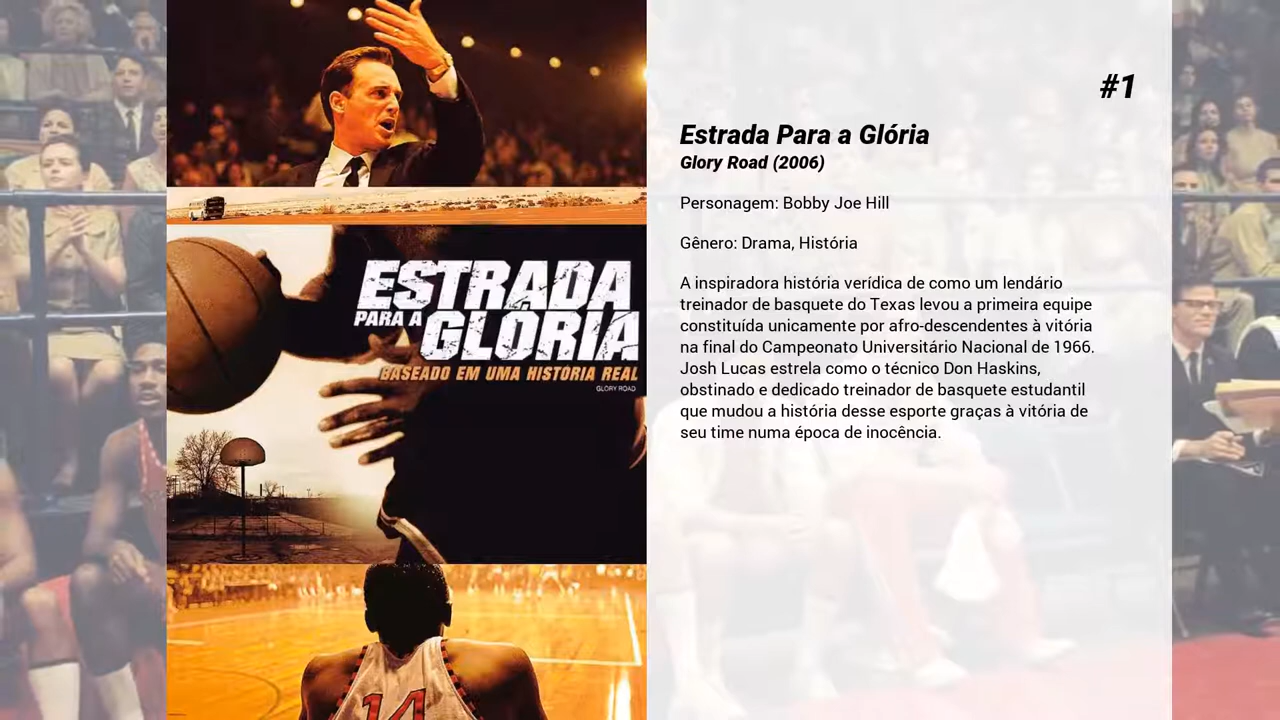 #1
Estrada Para a Glória
Glory Road (2006)
Personagem: Bobby Joe Hill
Gênero: Drama, História
A inspiradora história verídica de como um lendário
treinador de basquete do Texas levou a primeira equipe
constituída unicamente por afro-descendentes à vitória
na final do Campeonato Universitário Nacional de 1966.
Josh Lucas estrela como o técnico Don Haskins,
obstinado e dedicado treinador de basquete estudantil
que mudou a história desse esporte graças à vitória de
seu time numa época de inocência.
ESTRADA
PARA A GLÓRIA
BASEADO EM UMA HISTÓRIA REAL
GLORY ROAD
14